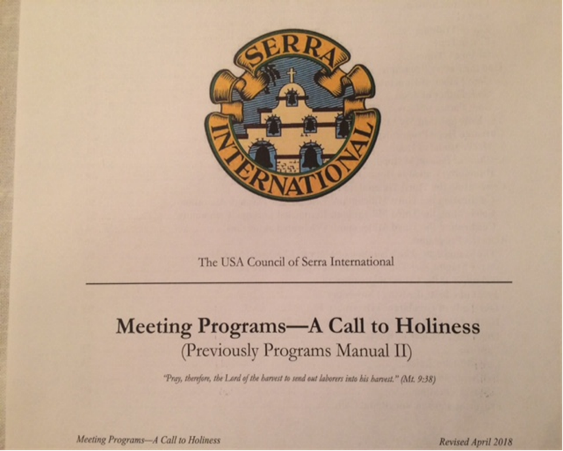 SERRA
INTERNATIONAL
The USA Council of Serra International
Meeting Programs—A Call to Holiness
(Previously Programs Manual II)
"Pray, therefore, the Lord of the harvest to send out laborers into his harvest." (Mt. 9:38)
Meeting Programs—A Call to Holiness
Revised April 2018